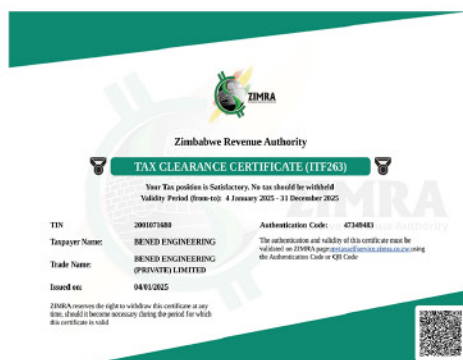 ZIMRA
Zimbabwe Revenue Authority
TAX CLEARANCE CERTIFICATE (ITF263)
Your Tax position is Satisfactory. No tax should be withheld
Validity Period (from-to): 4 January 2025 - 31 December 2025
TIN 2001071680
Authentication Code: 47349483
Taxpayer Name: BENED ENGINEERING
The authentication and validity of this certificate must be
validated on ZIMRA page
using
the Authentication Code or QR Code
Trade Name: BENED ENGINEERING
(PRIVATE) LIMITED
Issued on: 04/01/2025
ZIMRA reserves the right to withdraw this certificate at any
time, should it become necessary during the period for which
this certificate is valid
ZIMRA
Revenue Authority